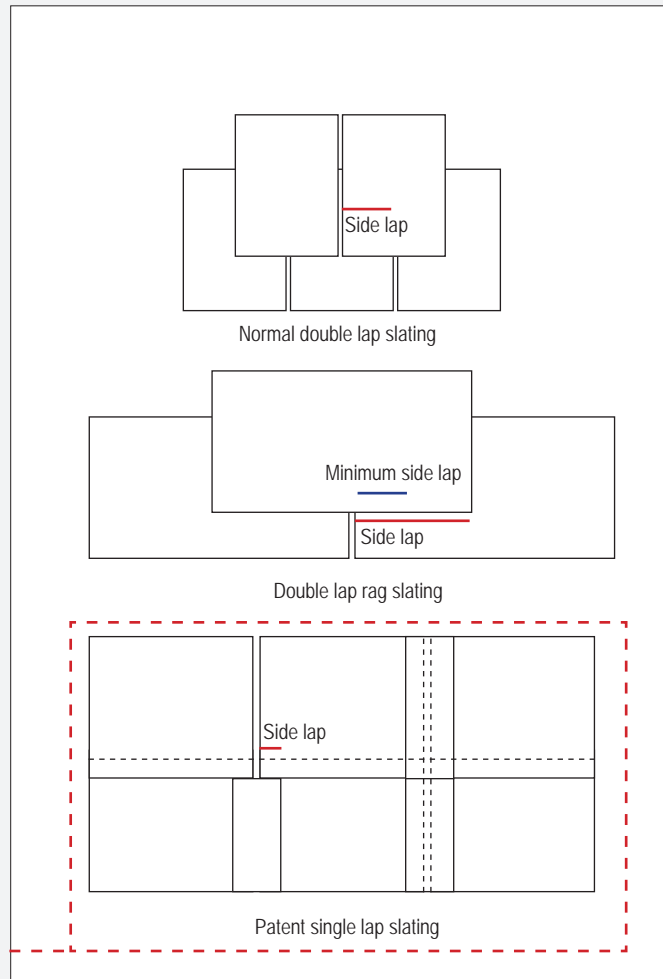 Side lap
Normal double lap slating
Minimum side lap
Side lap
Double lap rag slating
Side lap
Patent single lap slating